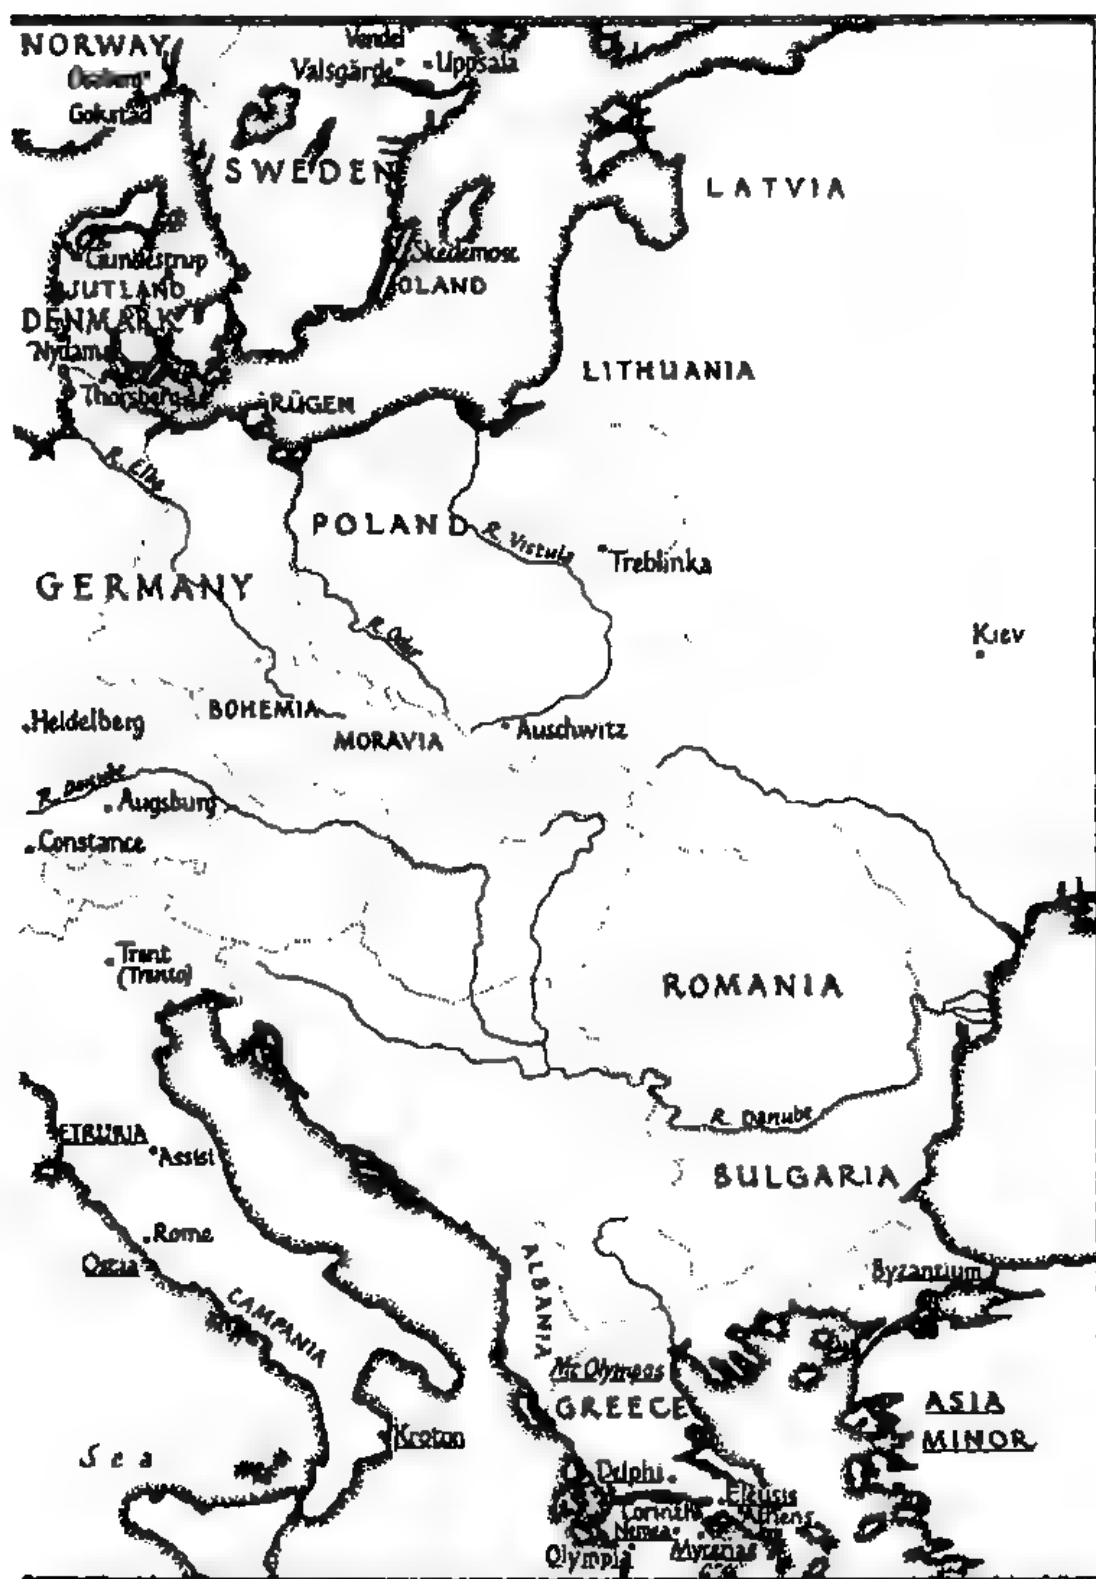 NORWAY
Vendel
Valsgärde
Uppsala
Gokstad
SWEDEN
LATVIA
Gundestrup
Skedemose
JUTLAND
OLAND
DENMARK
Nydam
Thorsberg
RÜGEN
LITHUANIA
R. Elbe
POLAND
R. Vistula
Treblinka
GERMANY
R. Oder
Kiev
BOHEMIA
MORAVIA
Heidelberg
Auschwitz
R. Danube
Augsburg
Constance
Trent
(Trento)
ROMANIA
R. Danube
ETRURIA
Assisi
BULGARIA
Rome
Ostia
ALBANIA
Byzantium
CAMPANIA
Mt Olympos
GREECE
ASIA
MINOR
Kroton
Sea
Delphi
Eleusis
Corinth
Athens
Nemea
Olympia
Mycenae